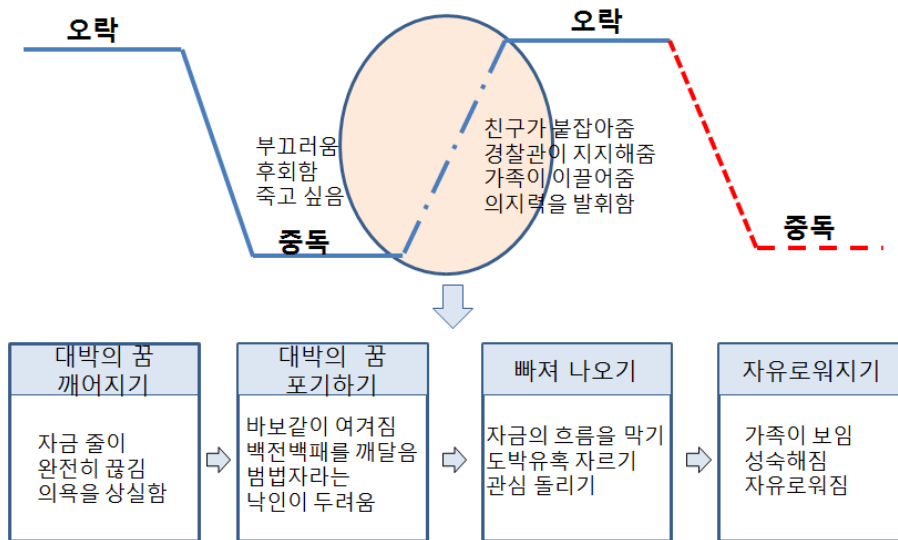 오락
오락
부끄러움
후회함
죽고 싶음
친구가 붙잡아줌
경찰관이 지지해줌
가족이 이끌어줌
의지력을 발휘함
중독
중독
대박의 꿈
깨어지기
자금 줄이
완전히 끊김
의욕을 상실함
대박의 꿈
포기하기
바보같이 여겨짐
백전백패를 깨달음
범법자라는
낙인이 두려움
빠져 나오기
자금의 흐름을 막기
도박유혹 자르기
관심 돌리기
자유로워지기
가족이 보임
성숙해짐
자유로워짐